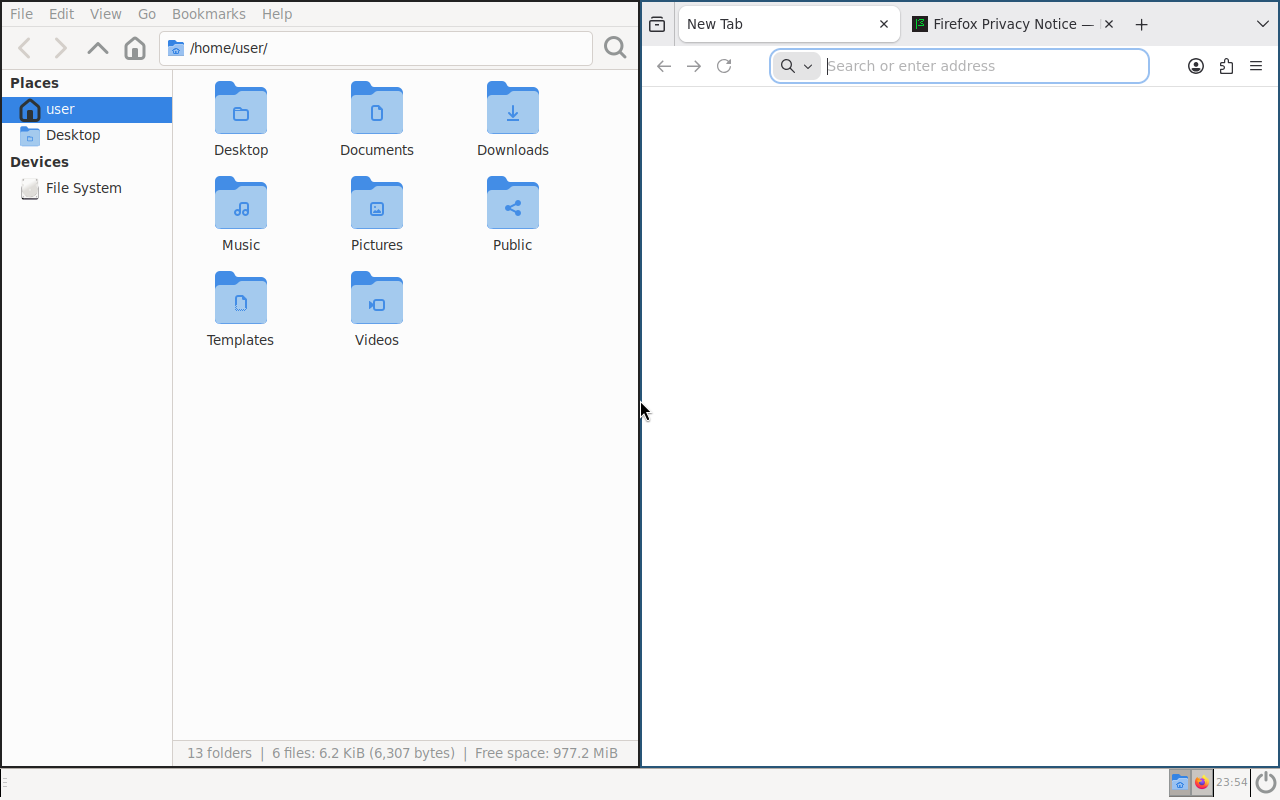 File Edit View Go Bookmarks Help
/home/user/
Places
user
Desktop
Devices
File System
Desktop Documents Downloads
Music Pictures Public
Templates Videos
13 folders | 6 files: 6.2 KiB (6,307 bytes) | Free space: 977.2 MiB
New Tab
Firefox Privacy Notice —
Search or enter address
23:54